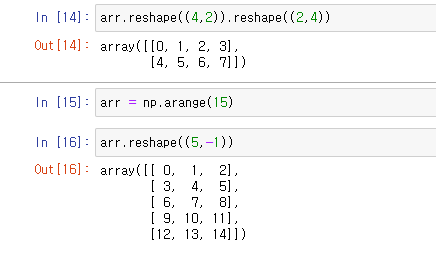 In [14]: arr.reshape((4,2)).reshape((2,4))
Out[14]: array([[0, 1, 2, 3],
[4, 5, 6, 7]])
In [15]: arr = np.arange(15)
In [16]: arr.reshape((5,-1))
Out[16]: array([[ 0,  1,  2],
[ 3,  4,  5],
[ 6,  7,  8],
[ 9, 10, 11],
[12, 13, 14]])